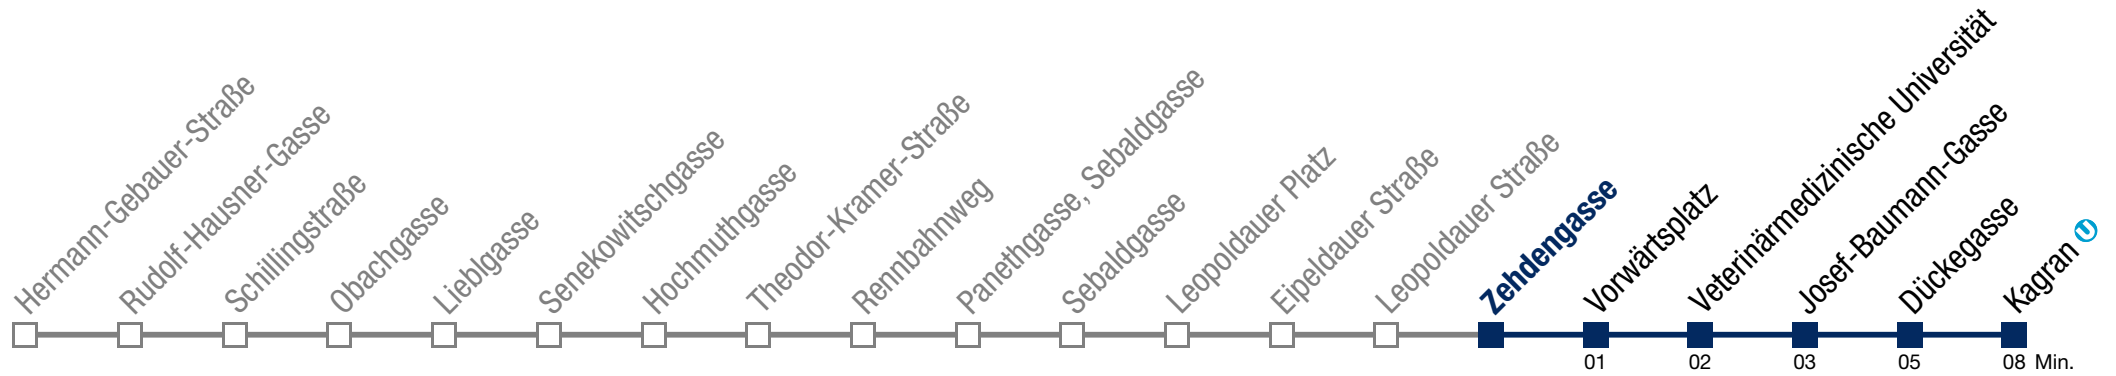 Hermann-Gebauer-Straße
Rudolf-Hausner-Gasse
Schillingstraße
Obachgasse
Lieblgasse
Senekowitschgasse
Hochmuthgasse
Theodor-Kramer-Straße
Rennbahnweg
Panethgasse, Sebaldgasse
Sebaldgasse
Leopoldauer Platz
Eipeldauer Straße
Leopoldauer Straße
Zehdengasse
Vorwärtsplatz
Veterinärmedizinische Universität
Josef-Baumann-Gasse
Dückegasse
Kagran U
01 02 03 05 08 Min.